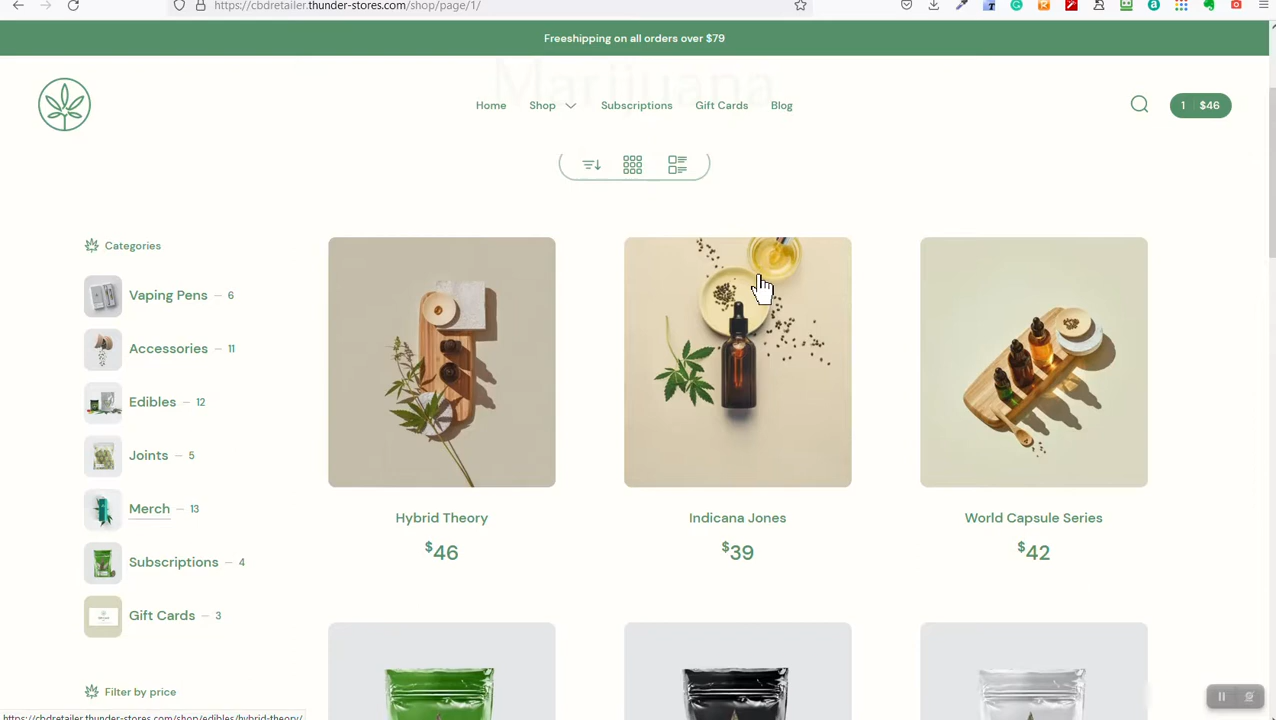 https://cbdretailer.thunder-stores.com/shop/page/1/
Freeshipping on all orders over $79
Marijuana
Home Shop Subscriptions Gift Cards Blog
1 $46
Categories
Vaping Pens — 6
Accessories — 11
Edibles — 12
Joints — 5
Merch — 13
Subscriptions — 4
Gift Cards — 3
Filter by price
Hybrid Theory
$46
Indicana Jones
$39
World Capsule Series
$42
https://cbdretailer.thunder-stores.com/shop/edibles/hybrid-theory/